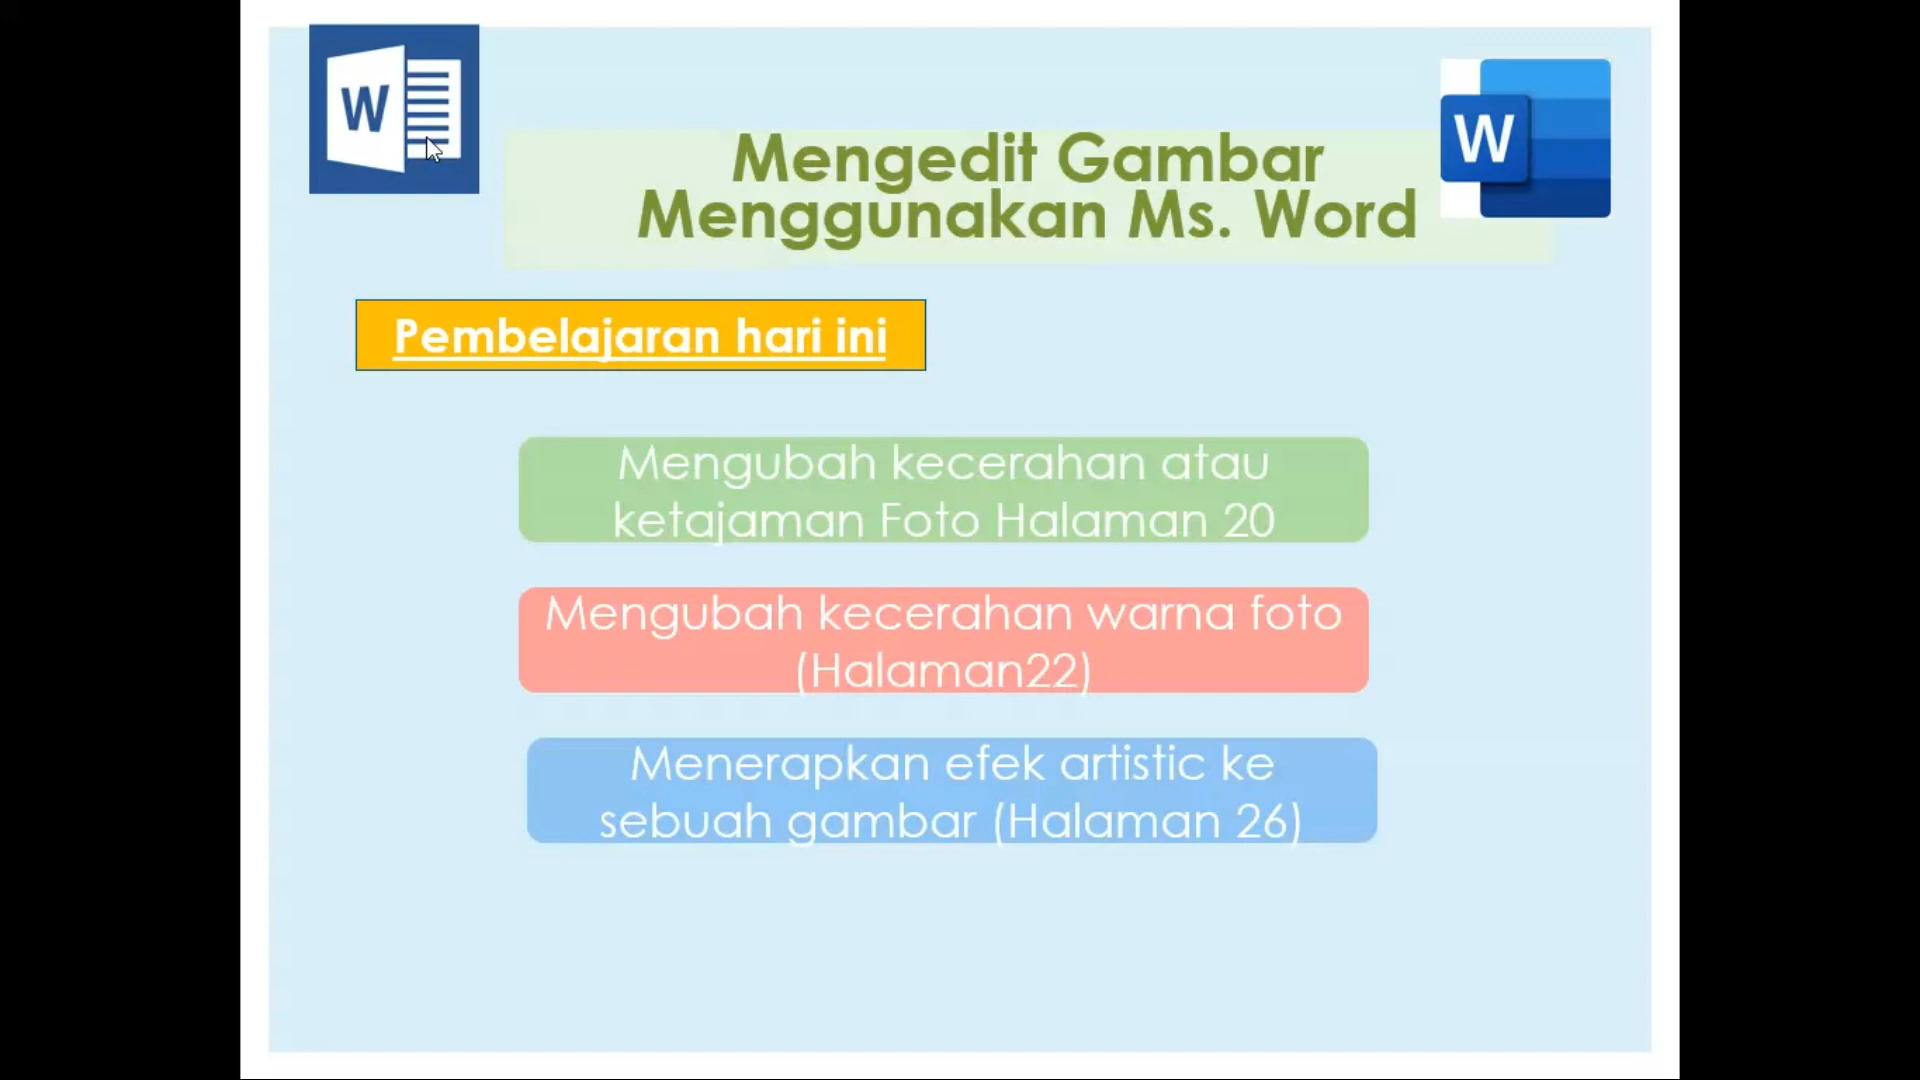 W
W
Mengedit Gambar
Menggunakan Ms. Word
Pembelajaran hari ini
Mengubah kecerahan atau
ketajaman Foto Halaman 20
Mengubah kecerahan warna foto
(Halaman22)
Menerapkan efek artistic ke
sebuah gambar (Halaman 26)